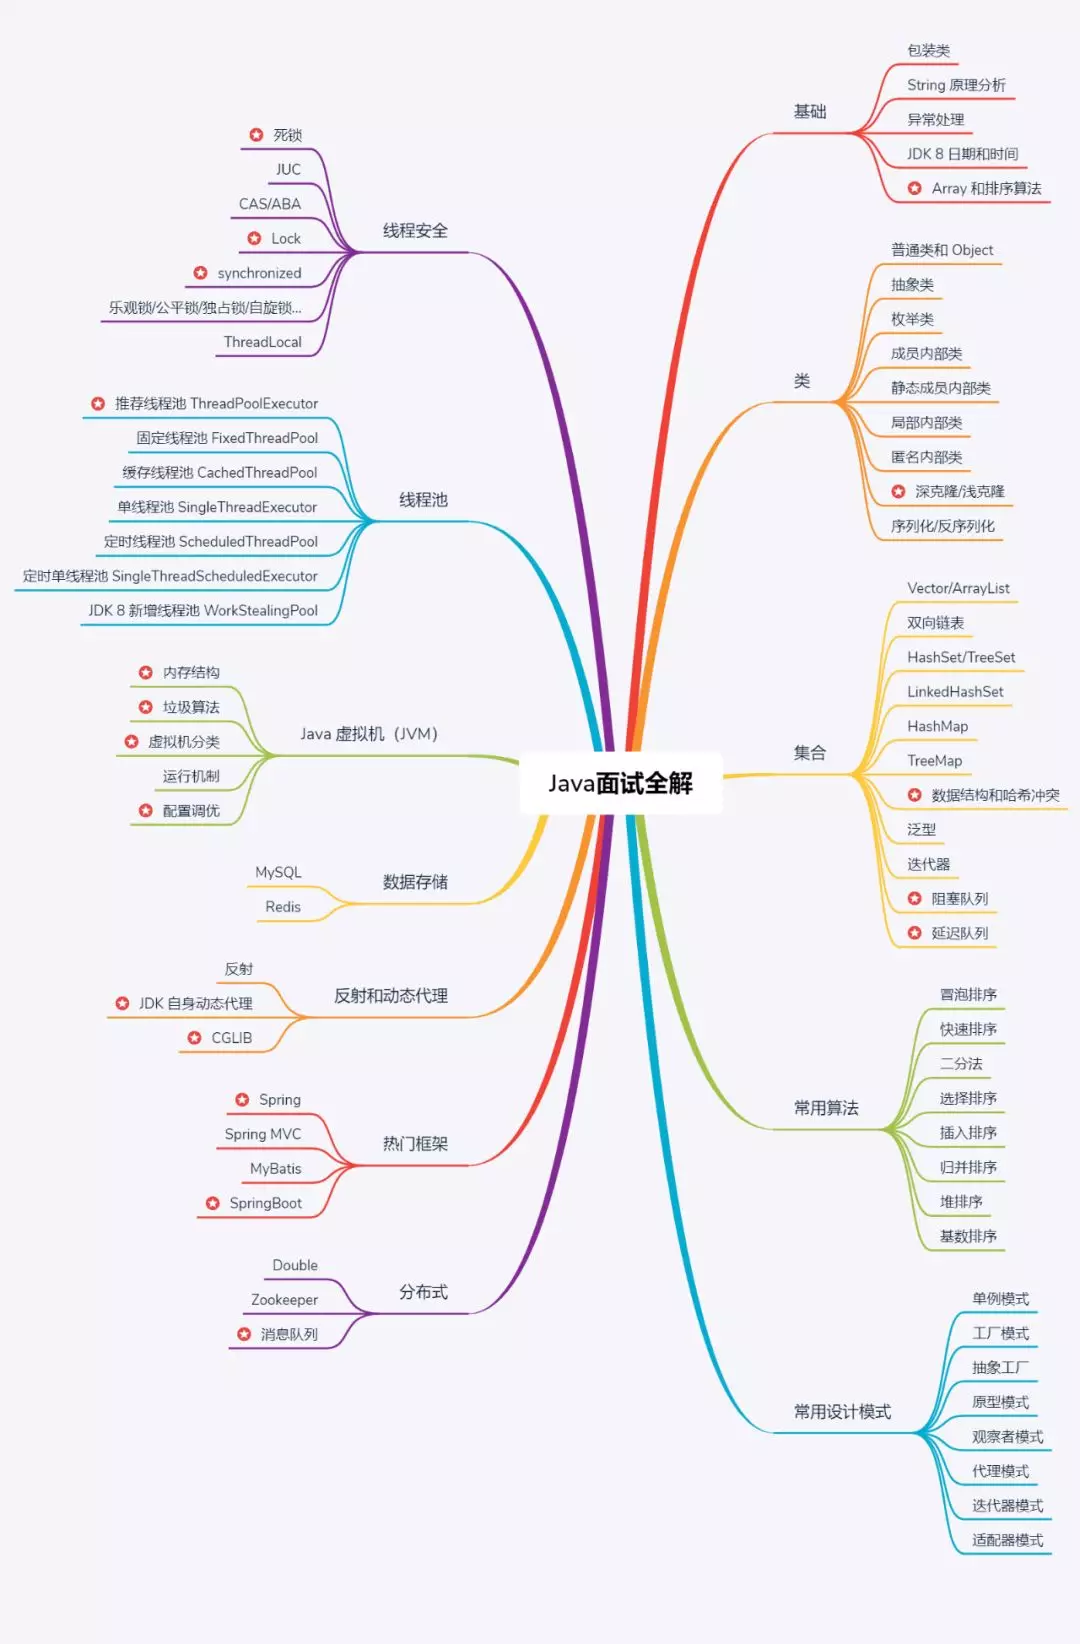 Java面试全解
基础
包装类
String 原理分析
异常处理
JDK 8 日期和时间
Array 和排序算法
类
普通类和 Object
抽象类
枚举类
成员内部类
静态成员内部类
局部内部类
匿名内部类
深克隆/浅克隆
序列化/反序列化
集合
Vector/ArrayList
双向链表
HashSet/TreeSet
LinkedHashSet
HashMap
TreeMap
数据结构和哈希冲突
泛型
迭代器
阻塞队列
延迟队列
常用算法
冒泡排序
快速排序
二分法
选择排序
插入排序
归并排序
堆排序
基数排序
常用设计模式
单例模式
工厂模式
抽象工厂
原型模式
观察者模式
代理模式
迭代器模式
适配器模式
线程安全
死锁
JUC
CAS/ABA
Lock
synchronized
乐观锁/公平锁/独占锁/自旋锁...
ThreadLocal
线程池
推荐线程池 ThreadPoolExecutor
固定线程池 FixedThreadPool
缓存线程池 CachedThreadPool
单线程池 SingleThreadExecutor
定时线程池 ScheduledThreadPool
定时单线程池 SingleThreadScheduledExecutor
JDK 8 新增线程池 WorkStealingPool
Java 虚拟机（JVM）
内存结构
垃圾算法
虚拟机分类
运行机制
配置调优
数据存储
MySQL
Redis
反射和动态代理
反射
JDK 自身动态代理
CGLIB
热门框架
Spring
Spring MVC
MyBatis
SpringBoot
分布式
Double
Zookeeper
消息队列